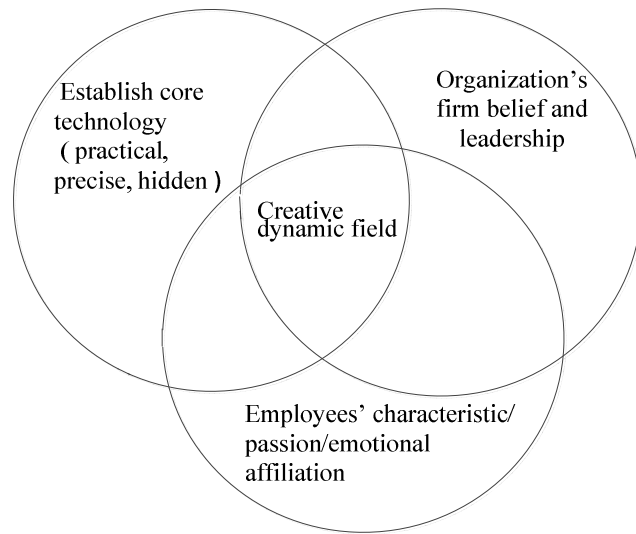 Establish core
technology
( practical,
precise, hidden )
Organization’s
firm belief and
leadership
Creative
dynamic field
Employees’ characteristic/
passion/emotional
affiliation